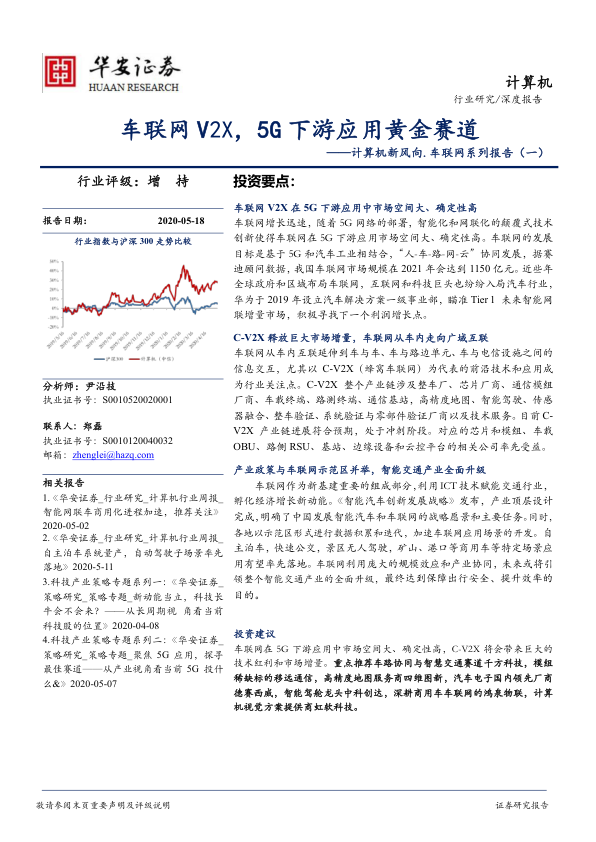 华安证券
HUAAN RESEARCH
计算机
行业研究/深度报告
车联网 V2X，5G 下游应用黄金赛道
——计算机新风向.车联网系列报告（一）
行业评级：增 持
报告日期： 2020-05-18
行业指数与沪深 300 走势比较
60%
50%
40%
30%
20%
10%
0%
-10%
-20%
沪深300 计算机（中信）
分析师：尹沿技
执业证书号：S0010520020001
联系人：郑磊
执业证书号：S0010120040032
邮箱：zhenglei@hazq.com
相关报告
1.《华安证券_行业研究_计算机行业周报_
智能网联车商用化进程加速，推荐关注》
2020-05-02
2.《华安证券_行业研究_计算机行业周报_
自主泊车系统量产，自动驾驶子场景率先
落地》2020-5-11
3.科技产业策略专题系列一：《华安证券_
策略研究_策略专题_新动能当立，科技长
牛会不会来？——从长周期视 角看当前
科技股的位置》2020-04-08
4.科技产业策略专题系列二：《华安证券_
策略研究_策略专题_聚焦 5G 应用，探寻
最佳赛道——从产业视角看当前 5G 投什
么&》2020-05-07
投资要点：
车联网 V2X 在 5G 下游应用中市场空间大、确定性高
车联网增长迅速，随着 5G 网络的部署，智能化和网联化的颠覆式技术
创新使得车联网在 5G 下游应用市场空间大、确定性高。车联网的发展
目标是基于 5G 和汽车工业相结合，“人-车-路-网-云”协同发展，据赛
迪顾问数据，我国车联网市场规模在 2021 年会达到 1150 亿元。近些年
全球政府和区域布局车联网，互联网和科技巨头也纷纷入局汽车行业，
华为于 2019 年设立汽车解决方案一级事业部，瞄准 Tier 1 未来智能网
联增量市场，积极寻找下一个利润增长点。
C-V2X 释放巨大市场增量，车联网从车内走向广域互联
车联网从车内互联延伸到车与车、车与路边单元、车与电信设施之间的
信息交互，尤其以 C-V2X（蜂窝车联网）为代表的前沿技术和应用成
为行业关注点。C-V2X 整个产业链涉及整车厂、芯片厂商、通信模组
厂商、车载终端、路测终端、通信基站，高精度地图、智能驾驶、传感
器融合、整车验证、系统验证与零部件验证厂商以及技术服务。目前 C-
V2X 产业链进展符合预期，处于冲刺阶段。对应的芯片和模组、车载
OBU、路侧 RSU、基站、边缘设备和云控平台的相关公司率先受益。
产业政策与车联网示范区并举，智能交通产业全面升级
车联网作为新基建重要的组成部分，利用 ICT 技术赋能交通行业，
孵化经济增长新动能。《智能汽车创新发展战略》发布，产业顶层设计
完成，明确了中国发展智能汽车和车联网的战略愿景和主要任务。同时，
各地以示范区形式进行数据积累和迭代，加速车联网应用场景的开发。自
主泊车，快速公交，景区无人驾驶，矿山、港口等商用车等特定场景应
用有望率先落地。车联网利用庞大的规模效应和产业协同，未来或将引
领整个智能交通产业的全面升级，最终达到保障出行安全、提升效率的
目的。
投资建议
车联网在 5G 下游应用中市场空间大、确定性高，C-V2X 将会带来巨大的
技术红利和市场增量。重点推荐车路协同与智慧交通赛道千方科技，模组
稀缺标的移远通信，高精度地图服务商四维图新，汽车电子国内领先厂商
德赛西威，智能驾舱龙头中科创达，深耕商用车车联网的鸿泉物联，计算
机视觉方案提供商虹软科技。
敬请参阅末页重要声明及评级说明
证券研究报告